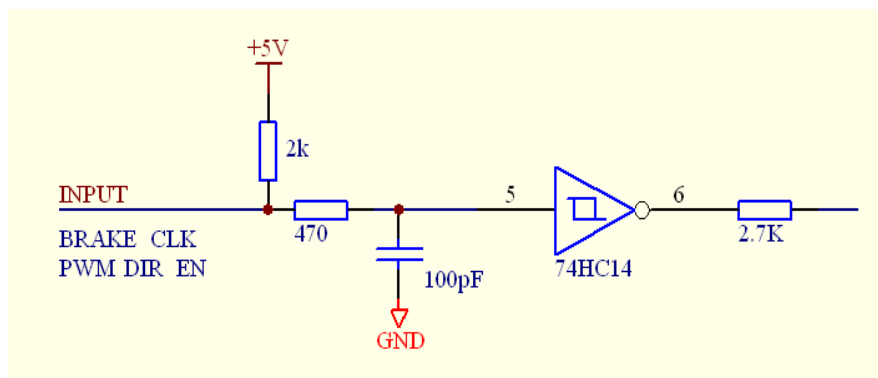 +5V
2k
INPUT
5
6
470
2.7K
BRAKE CLK
PWM DIR EN
100pF
74HC14
GND